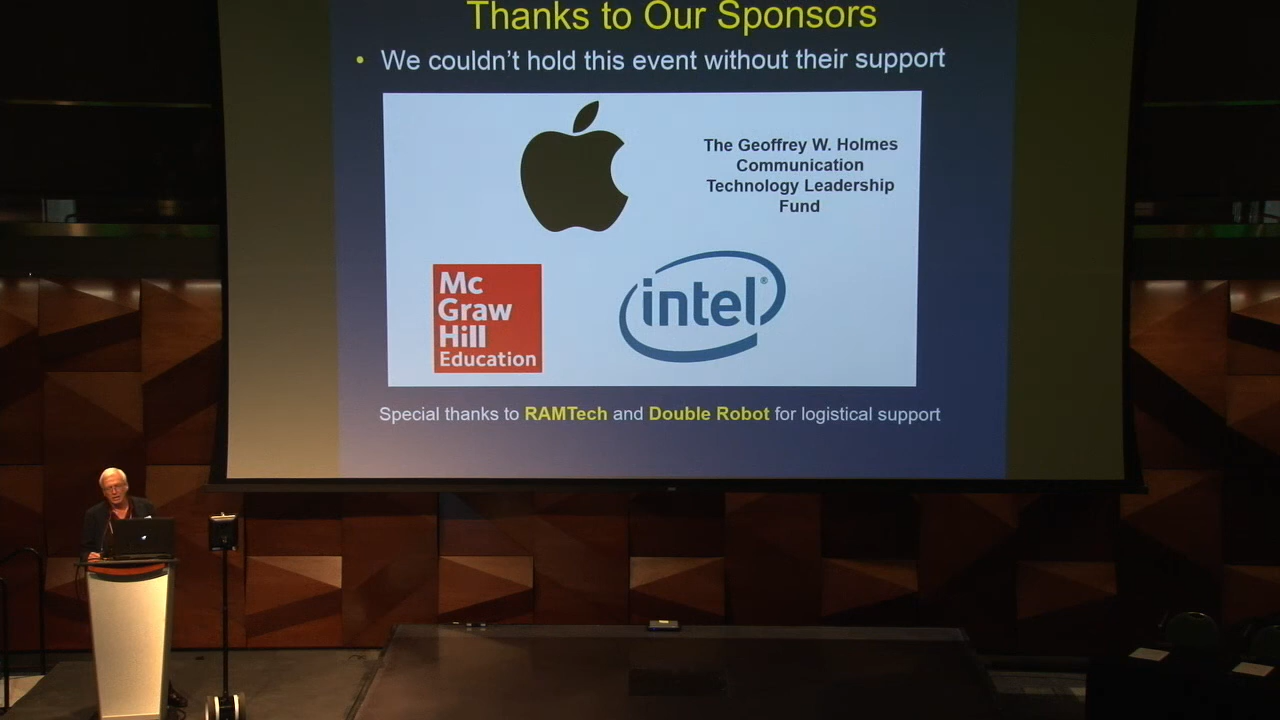 Thanks to Our Sponsors
• We couldn't hold this event without their support
The Geoffrey W. Holmes
Communication
Technology Leadership
Fund
Mc
Graw
Hill
Education
intel®
Special thanks to RAMTech and Double Robot for logistical support